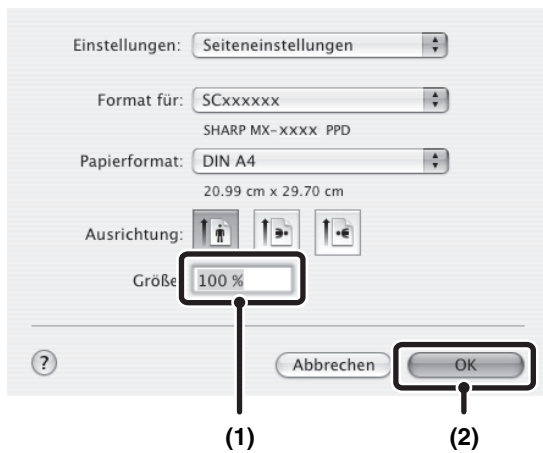 Einstellungen: Seiteneinstellungen
Format für: SCxxxxxx
SHARP MX-xxxx PPD
Papierformat: DIN A4
20.99 cm x 29.70 cm
Ausrichtung:
Größe 100 %
? Abbrechen OK
(1) (2)